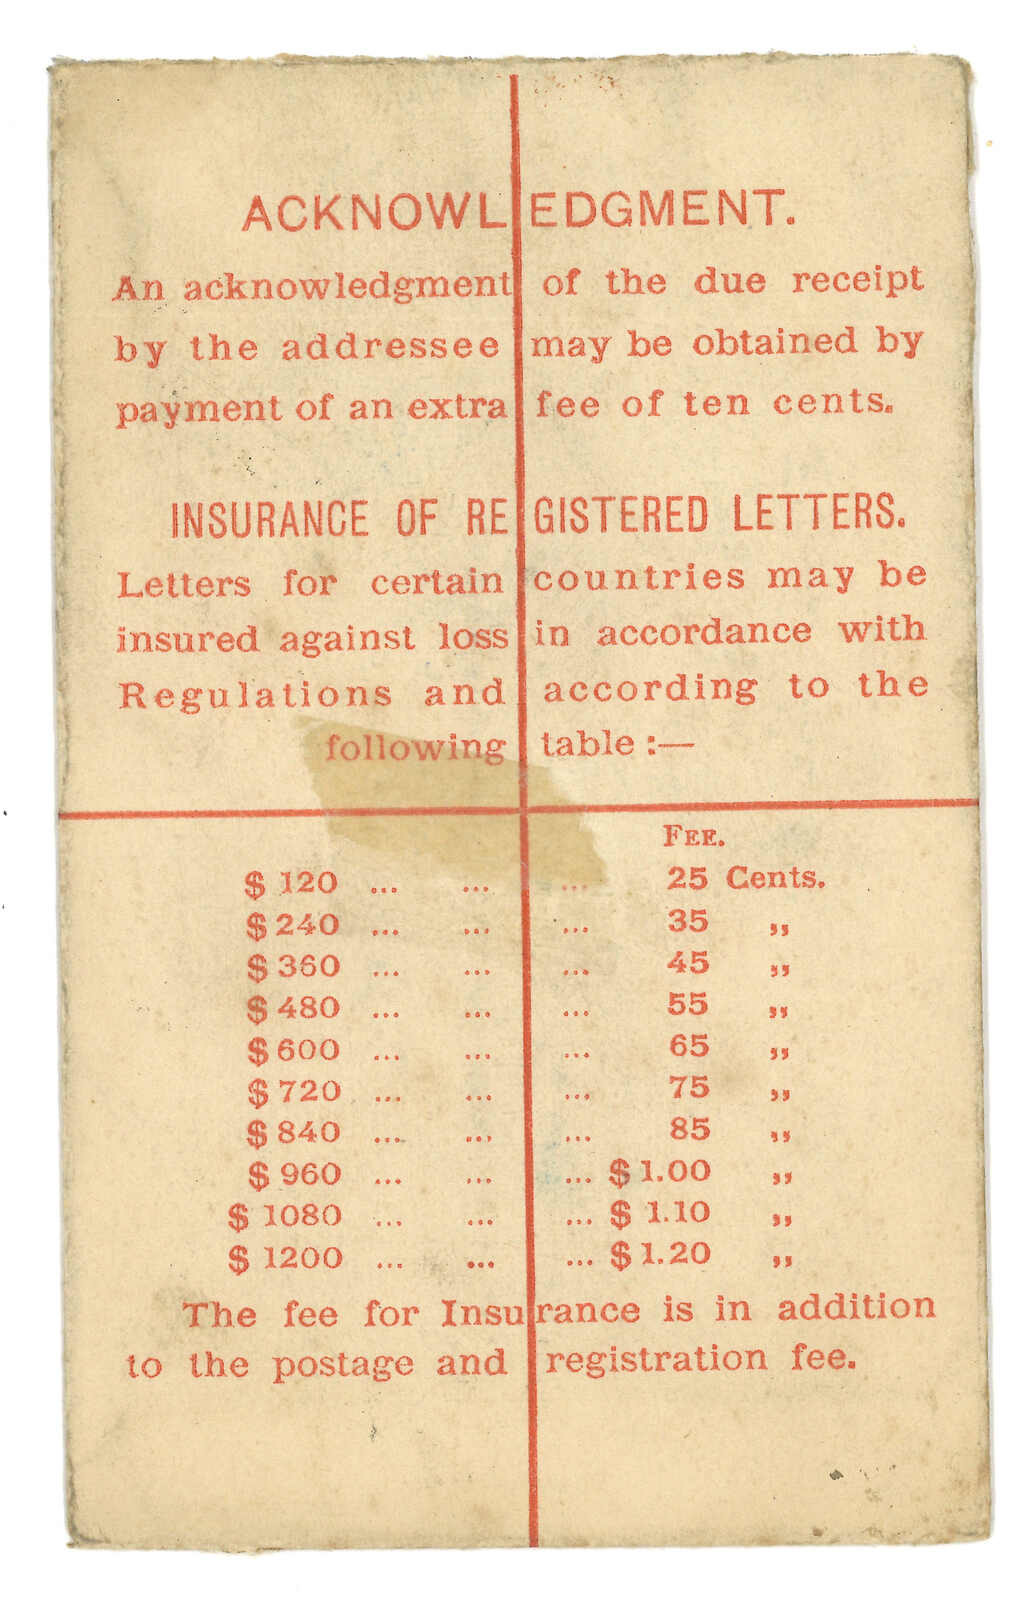 ACKNOWLEDGMENT.
An acknowledgment of the due receipt
by the addressee may be obtained by
payment of an extra fee of ten cents.
INSURANCE OF REGISTERED LETTERS.
Letters for certain countries may be
insured against loss in accordance with
Regulations and according to the
following table :—
FEE.
$ 120 ... ... ... 25 Cents.
$ 240 ... ... ... 35 „
$ 360 ... ... ... 45 „
$ 480 ... ... ... 55 „
$ 600 ... ... ... 65 „
$ 720 ... ... ... 75 „
$ 840 ... ... ... 85 „
$ 960 ... ... ... $ 1.00 „
$ 1080 ... ... ... $ 1.10 „
$ 1200 ... ... ... $ 1.20 „
The fee for Insurance is in addition
to the postage and registration fee.